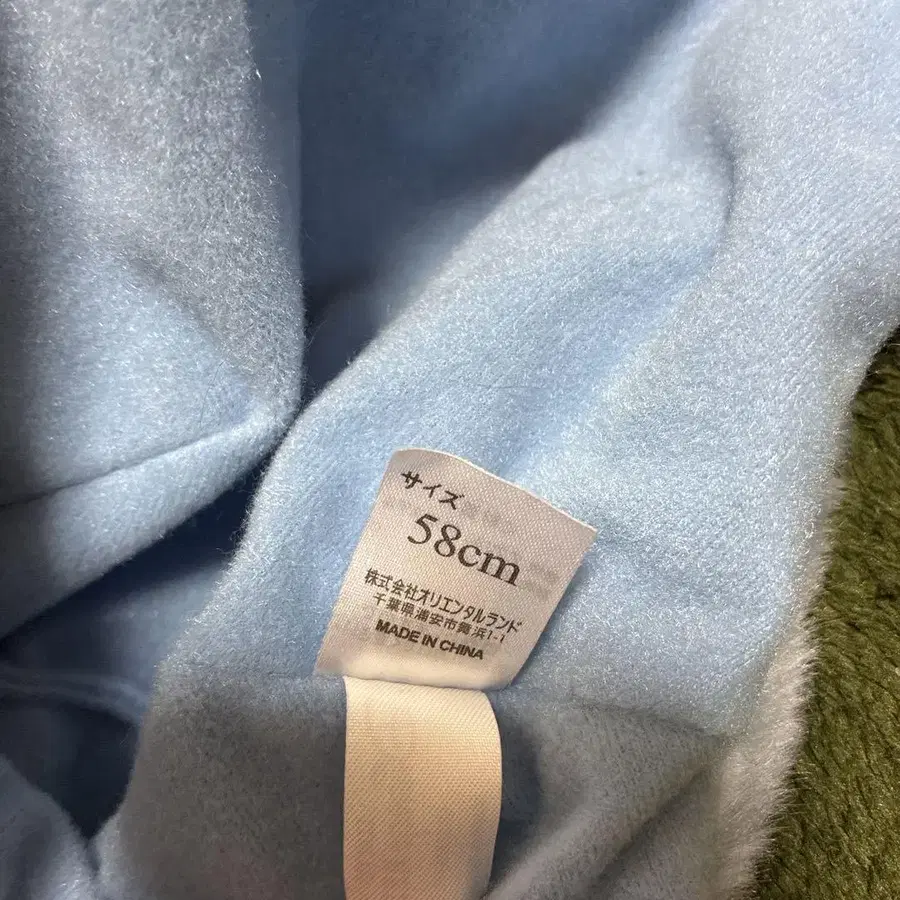 サイズ
58cm
株式会社オリエンタルランド
千葉県浦安市舞浜1-1
MADE IN CHINA